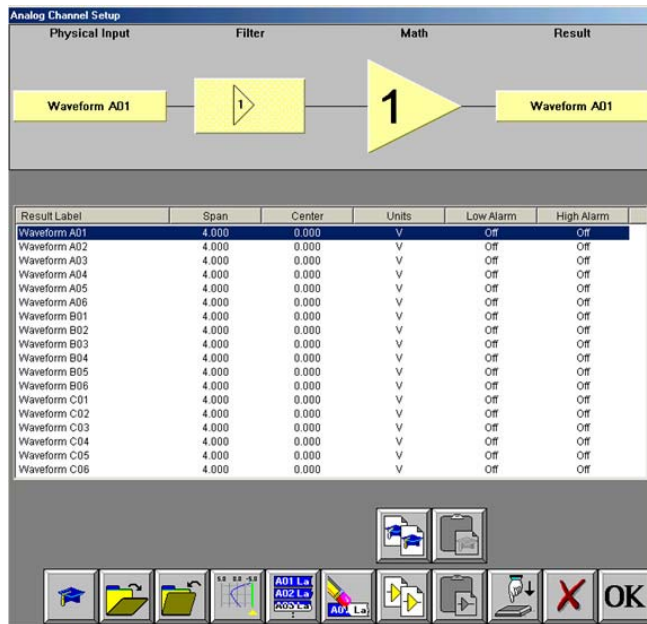 Analog Channel Setup
Physical Input Filter Math Result
Waveform A01 1 1 Waveform A01
Result Label Span Center Units Low Alarm High Alarm
Waveform A01 4.000 0.000 V Off Off
Waveform A02 4.000 0.000 V Off Off
Waveform A03 4.000 0.000 V Off Off
Waveform A04 4.000 0.000 V Off Off
Waveform A05 4.000 0.000 V Off Off
Waveform A06 4.000 0.000 V Off Off
Waveform B01 4.000 0.000 V Off Off
Waveform B02 4.000 0.000 V Off Off
Waveform B03 4.000 0.000 V Off Off
Waveform B04 4.000 0.000 V Off Off
Waveform B05 4.000 0.000 V Off Off
Waveform B06 4.000 0.000 V Off Off
Waveform C01 4.000 0.000 V Off Off
Waveform C02 4.000 0.000 V Off Off
Waveform C03 4.000 0.000 V Off Off
Waveform C04 4.000 0.000 V Off Off
Waveform C05 4.000 0.000 V Off Off
Waveform C06 4.000 0.000 V Off Off
5.0 0.0 -5.0 A01 La
A02 La
A03 La
La
OK